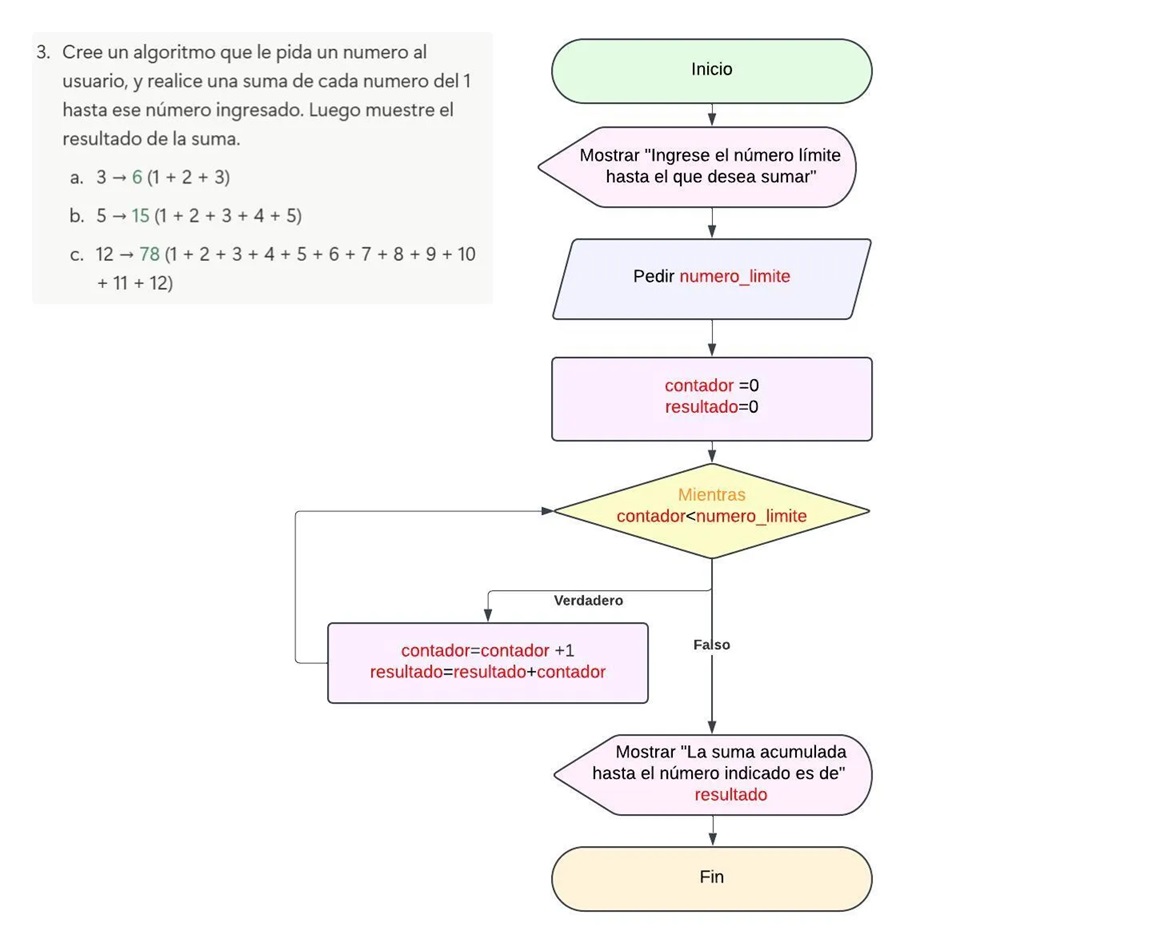 3. Cree un algoritmo que le pida un numero al
usuario, y realice una suma de cada numero del 1
hasta ese número ingresado. Luego muestre el
resultado de la suma.
a. 3 → 6 (1 + 2 + 3)
b. 5 → 15 (1 + 2 + 3 + 4 + 5)
c. 12 → 78 (1 + 2 + 3 + 4 + 5 + 6 + 7 + 8 + 9 + 10
+ 11 + 12)
Inicio
Mostrar "Ingrese el número límite
hasta el que desea sumar"
Pedir numero_limite
contador =0
resultado=0
Mientras
contador<numero_limite
Verdadero
Falso
contador=contador +1
resultado=resultado+contador
Mostrar "La suma acumulada
hasta el número indicado es de"
resultado
Fin